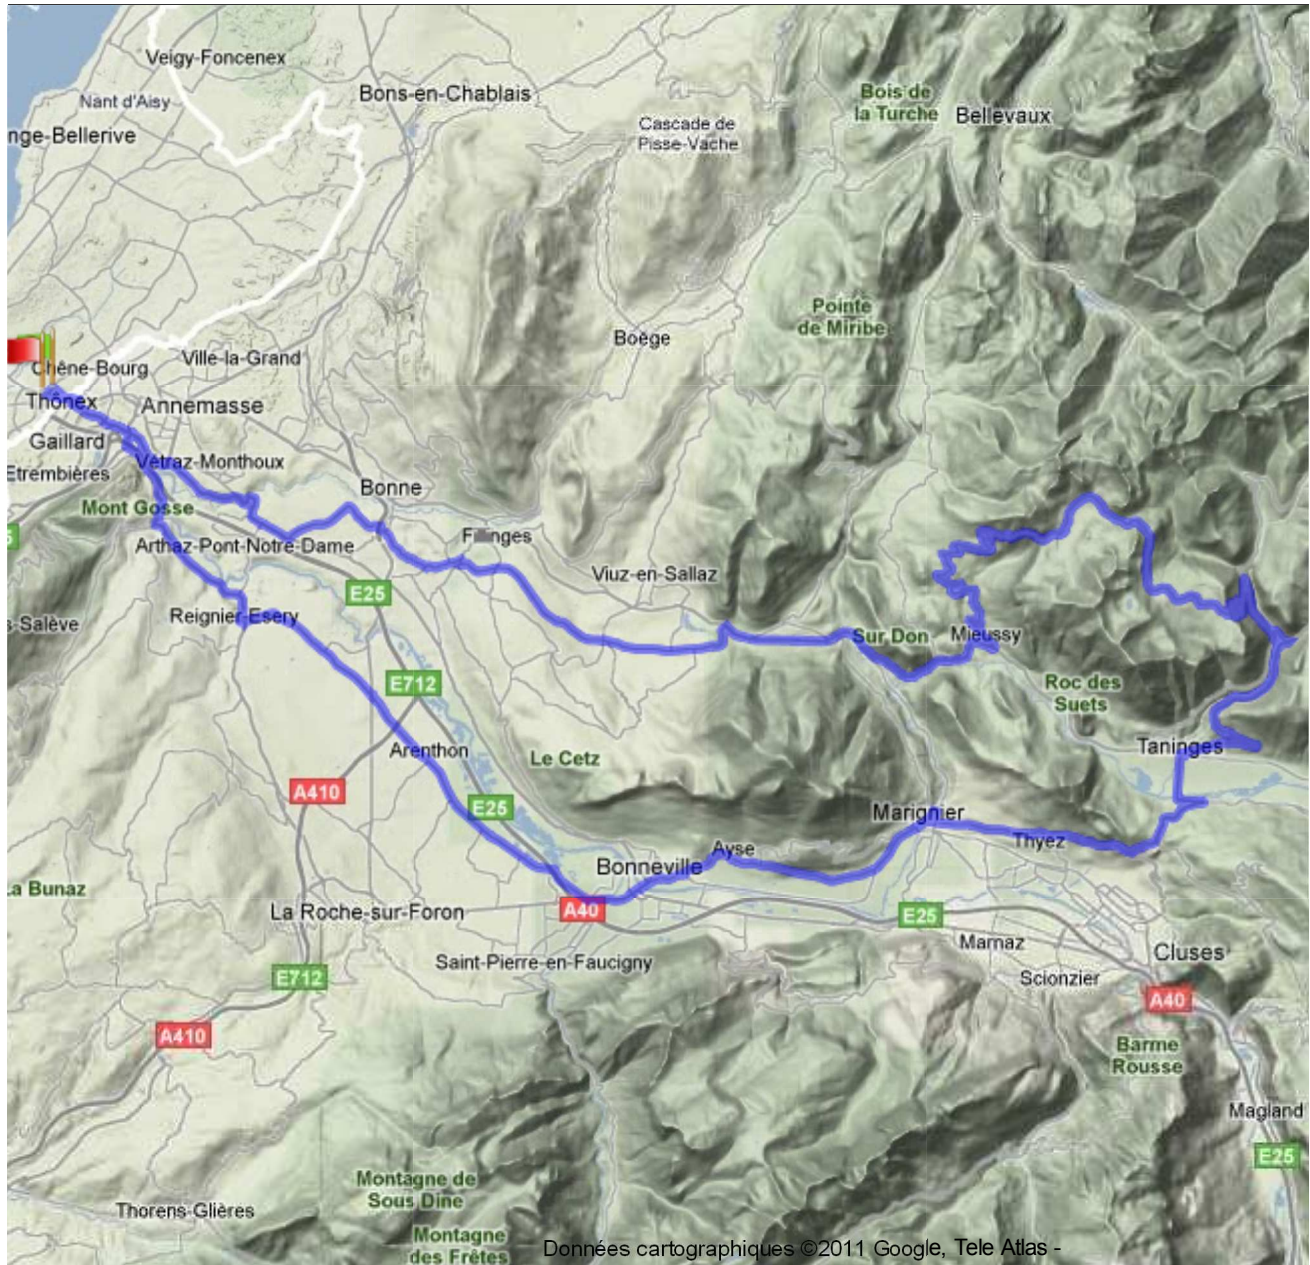 Veigy-Foncenex
Bons-en-Chablais
Nant d'Aisy
nge-Bellerive
Cascade de
Pisse-Vache
Bois de
la Turche
Bellevaux
Pointe
de Miribe
Boëge
Ville-la-Grand
Chêne-Bourg
Thônex
Annemasse
Gaillard
Etrembières
Vétraz-Monthoux
Bonne
Mont Gosse
5
Arthaz-Pont-Notre-Dame
Viuz-en-Sallaz
E25
s-Salève
Reignier-Esery
Sur Don
Mieussy
E712
Roc des
Suets
Arenthon
Le Cetz
Taninges
A410
E25
Marignier
Thyez
Ayse
Bonneville
a Bunaz
La Roche-sur-Foron
A40
E25
Marnaz
Cluses
Saint-Pierre-en-Faucigny
Scionzier
E712
A40
A410
Barme
Rousse
Magland
E25
Montagne de
Sous Dine
Thorens-Glières
Montagne
des Frêtes
Données cartographiques ©2011 Google, Tele Atlas -